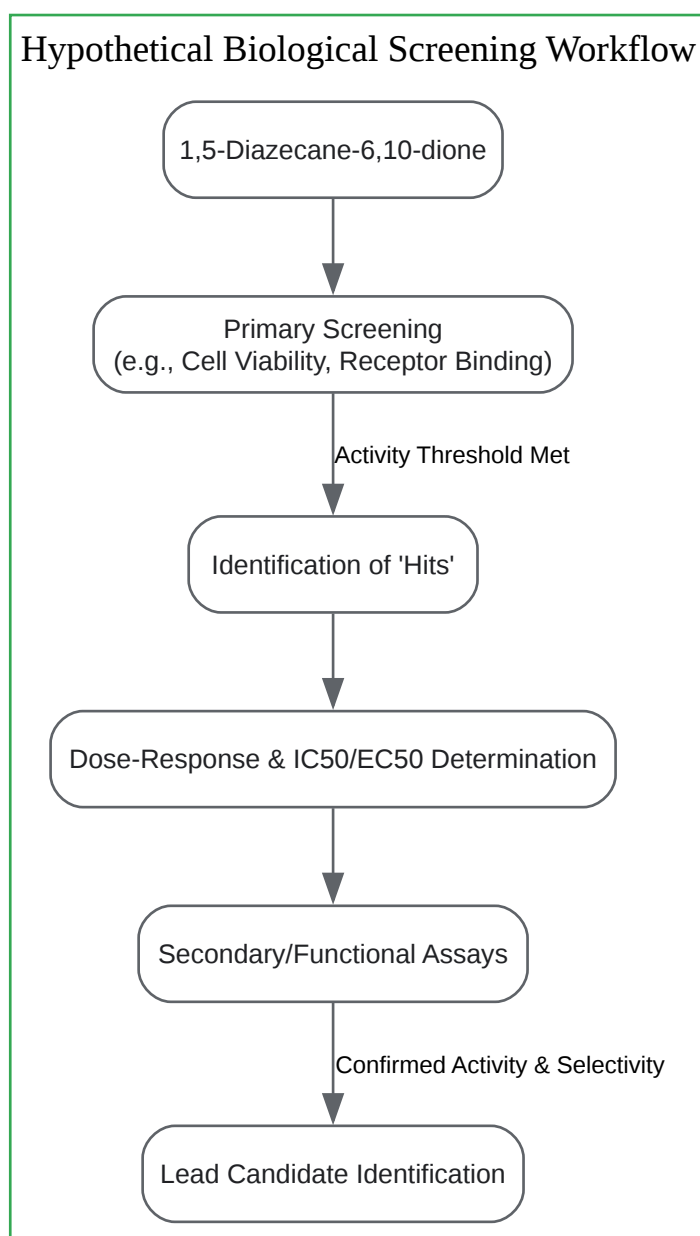 Hypothetical Biological Screening Workflow
1,5-Diazecane-6,10-dione
Primary Screening
(e.g., Cell Viability, Receptor Binding)
Activity Threshold Met
Identification of 'Hits'
Dose-Response & IC50/EC50 Determination
Secondary/Functional Assays
Confirmed Activity & Selectivity
Lead Candidate Identification